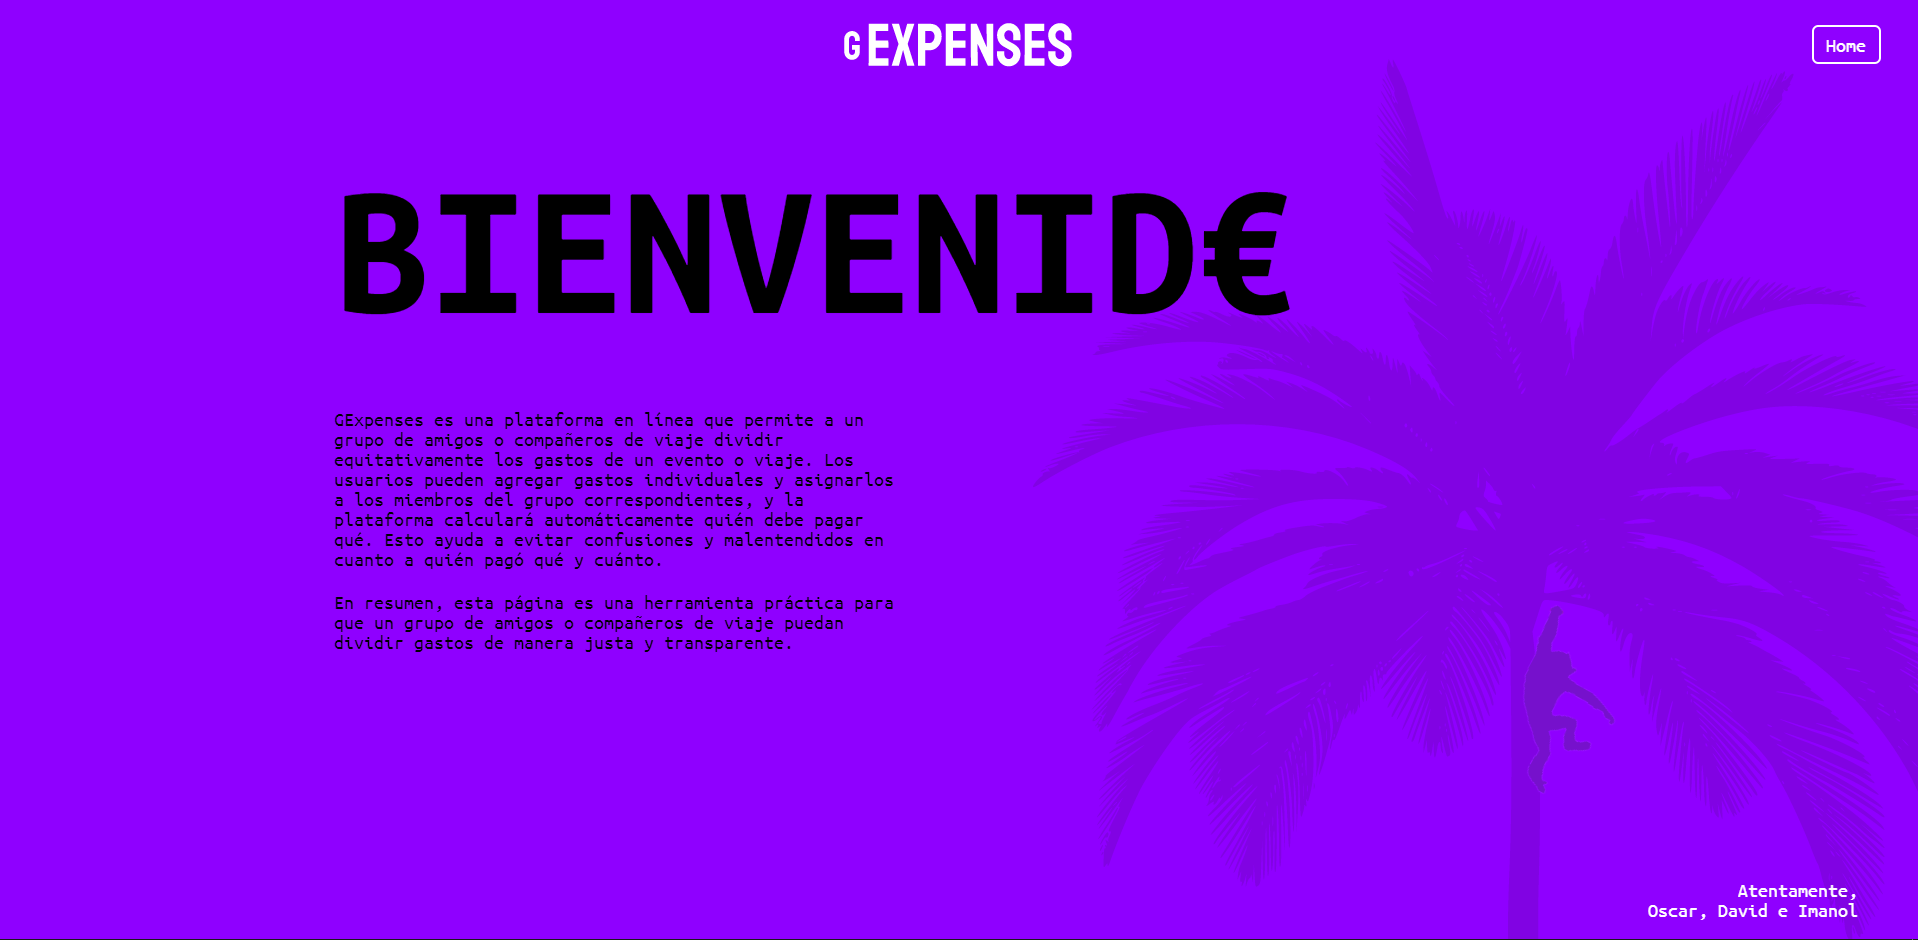 G EXPENSES
Home
BIENVENID€
GExpenses es una plataforma en línea que permite a un
grupo de amigos o compañeros de viaje dividir
equitativamente los gastos de un evento o viaje. Los
usuarios pueden agregar gastos individuales y asignarlos
a los miembros del grupo correspondientes, y la
plataforma calculará automáticamente quién debe pagar
qué. Esto ayuda a evitar confusiones y malentendidos en
cuanto a quién pagó qué y cuánto.
En resumen, esta página es una herramienta práctica para
que un grupo de amigos o compañeros de viaje puedan
dividir gastos de manera justa y transparente.
Atentamente,
Oscar, David e Imanol